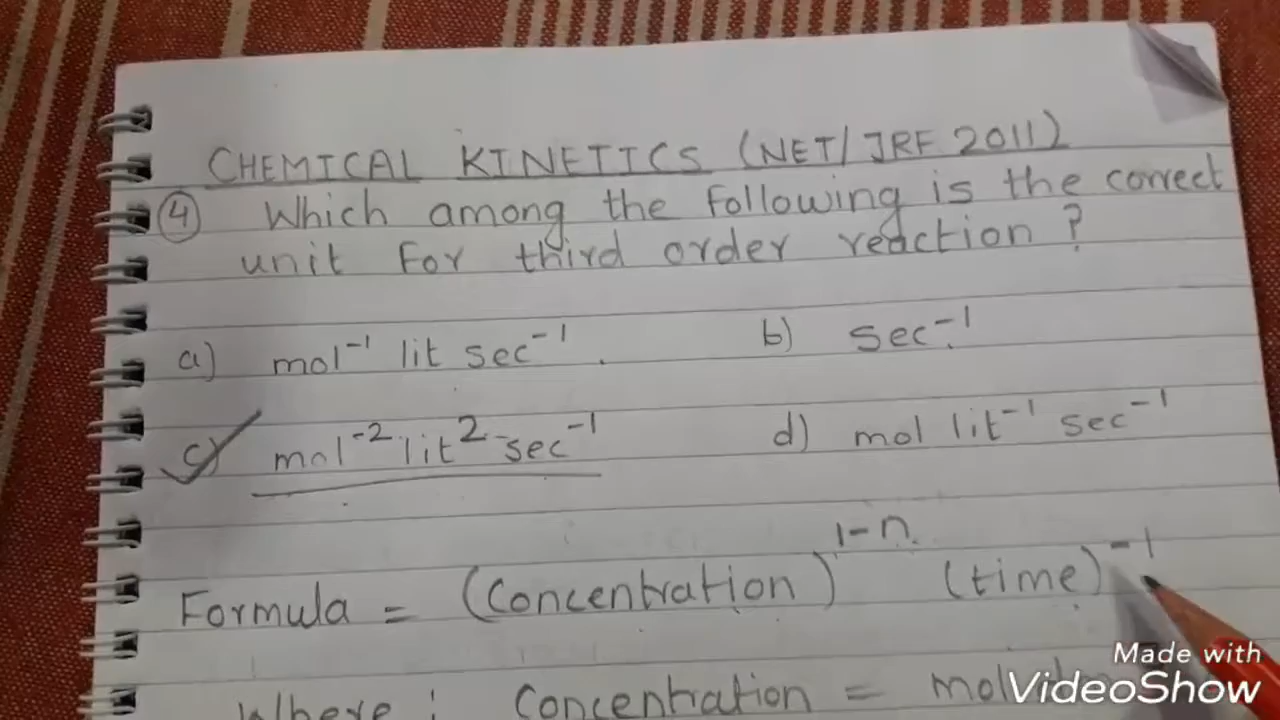 CHEMICAL KINETICS (NET/JRF 2011)
④ Which among the following is the correct
unit for third order reaction ?
a) mol⁻¹ lit sec⁻¹. b) sec⁻¹.
c) mol⁻² lit² sec⁻¹ d) mol lit⁻¹ sec⁻¹
Formula = (Concentration)¹⁻ⁿ (time)⁻¹
Where : Concentration = mol
Made with
VideoShow